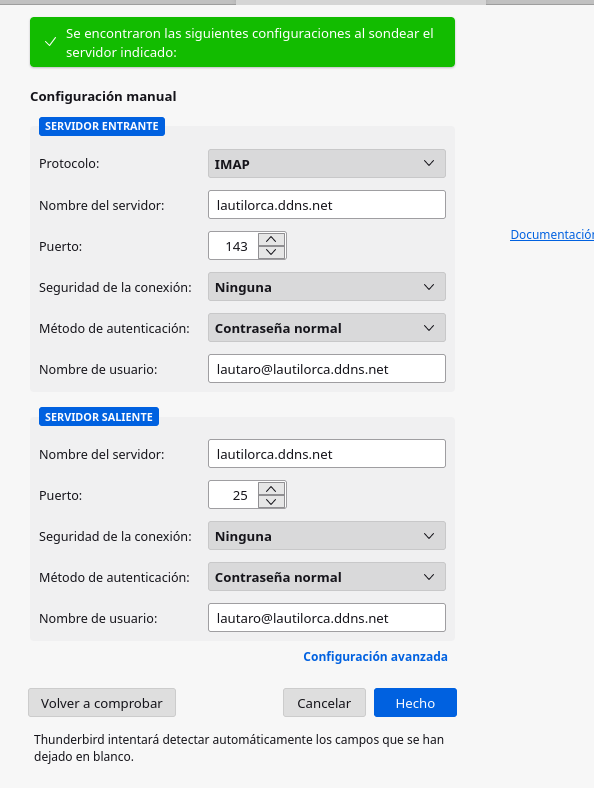 Se encontraron las siguientes configuraciones al sondear el
servidor indicado:
Configuración manual
SERVIDOR ENTRANTE
Protocolo: IMAP
Nombre del servidor: lautilorca.ddns.net
Puerto: 143
Seguridad de la conexión: Ninguna
Método de autenticación: Contraseña normal
Nombre de usuario: lautaro@lautilorca.ddns.net
SERVIDOR SALIENTE
Nombre del servidor: lautilorca.ddns.net
Puerto: 25
Seguridad de la conexión: Ninguna
Método de autenticación: Contraseña normal
Nombre de usuario: lautaro@lautilorca.ddns.net
Configuración avanzada
Volver a comprobar Cancelar Hecho
Thunderbird intentará detectar automáticamente los campos que se han
dejado en blanco.
Documentación